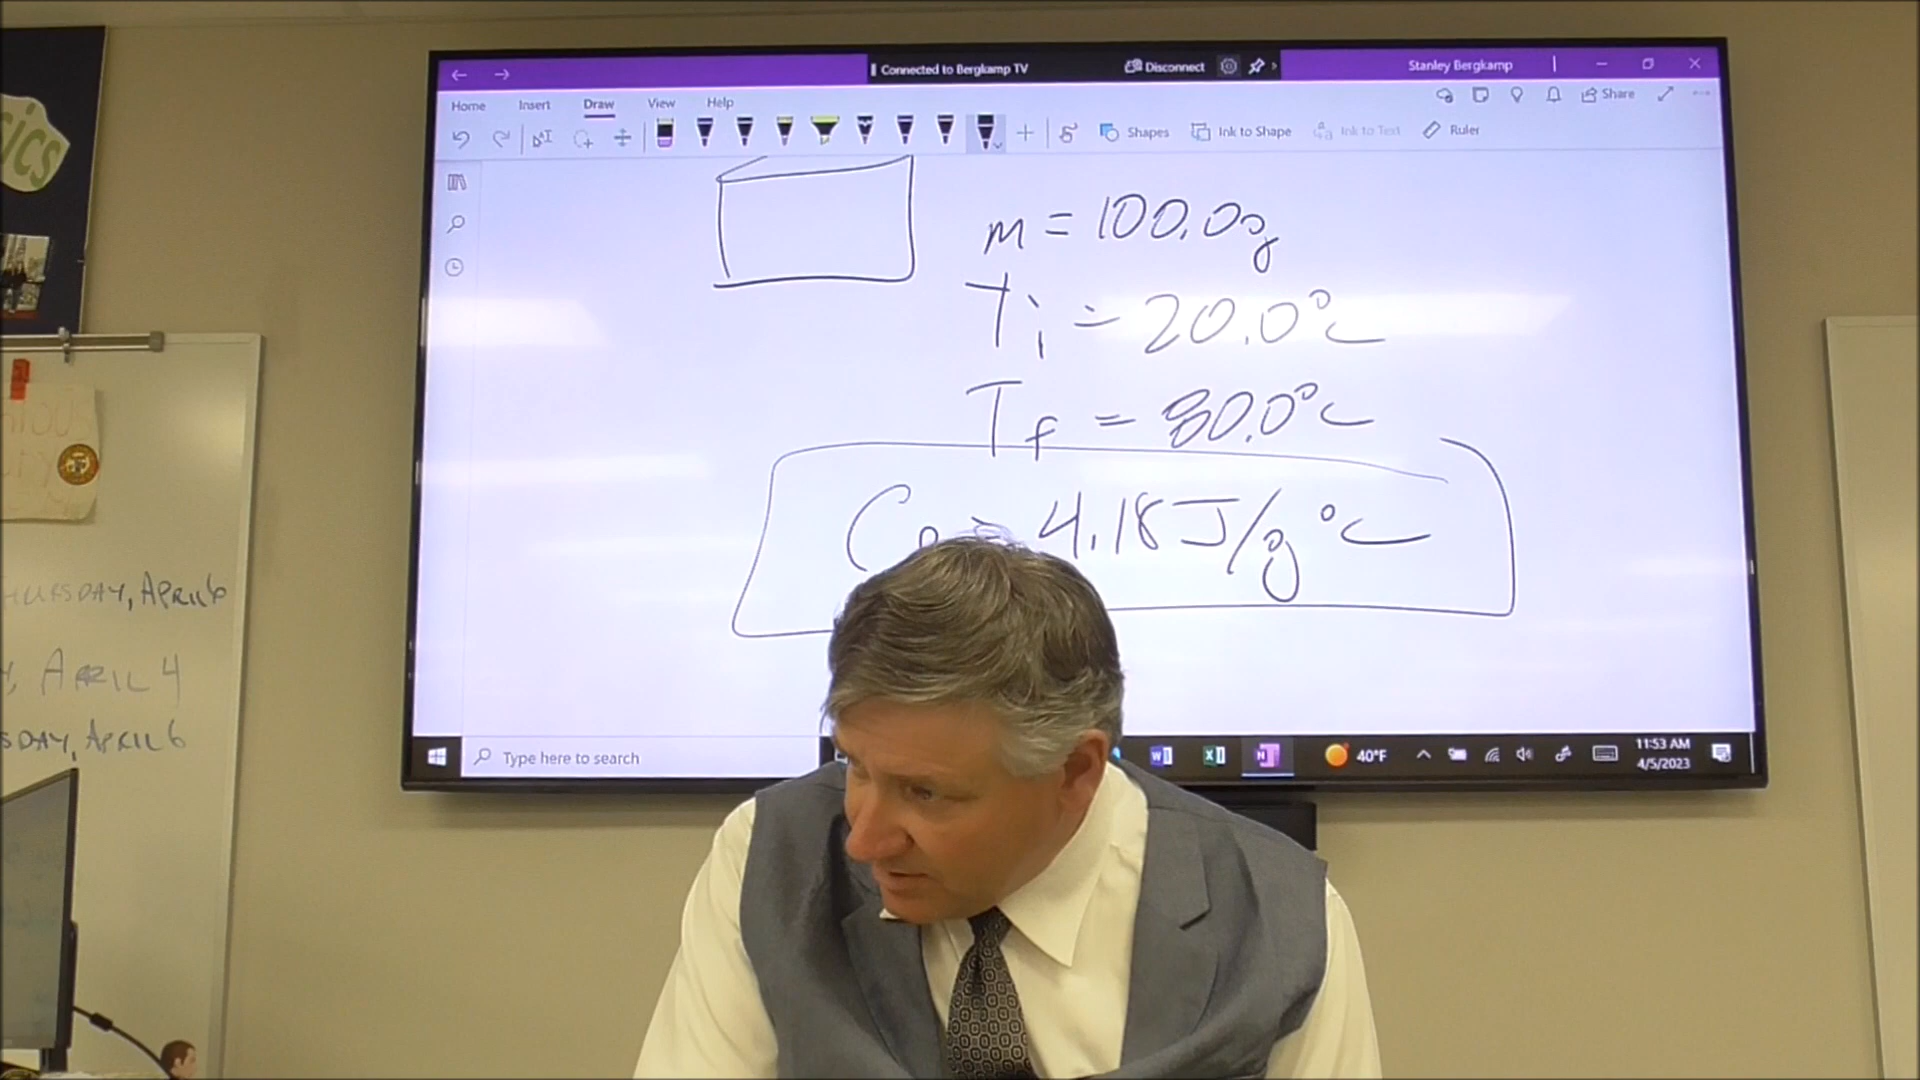 Connected to Bergkamp TV
Disconnect
Stanley Bergkamp
Home Insert Draw View Help
Share
Shapes Ink to Shape Ink to Text Ruler
ics
m = 100.0g
Ti = 20.0°C
Tf = 80.0°C
= 4.18 J/g °C
APRIL 6
APRIL 4
APRIL 6
Type here to search
40°F
11:53 AM
4/5/2023